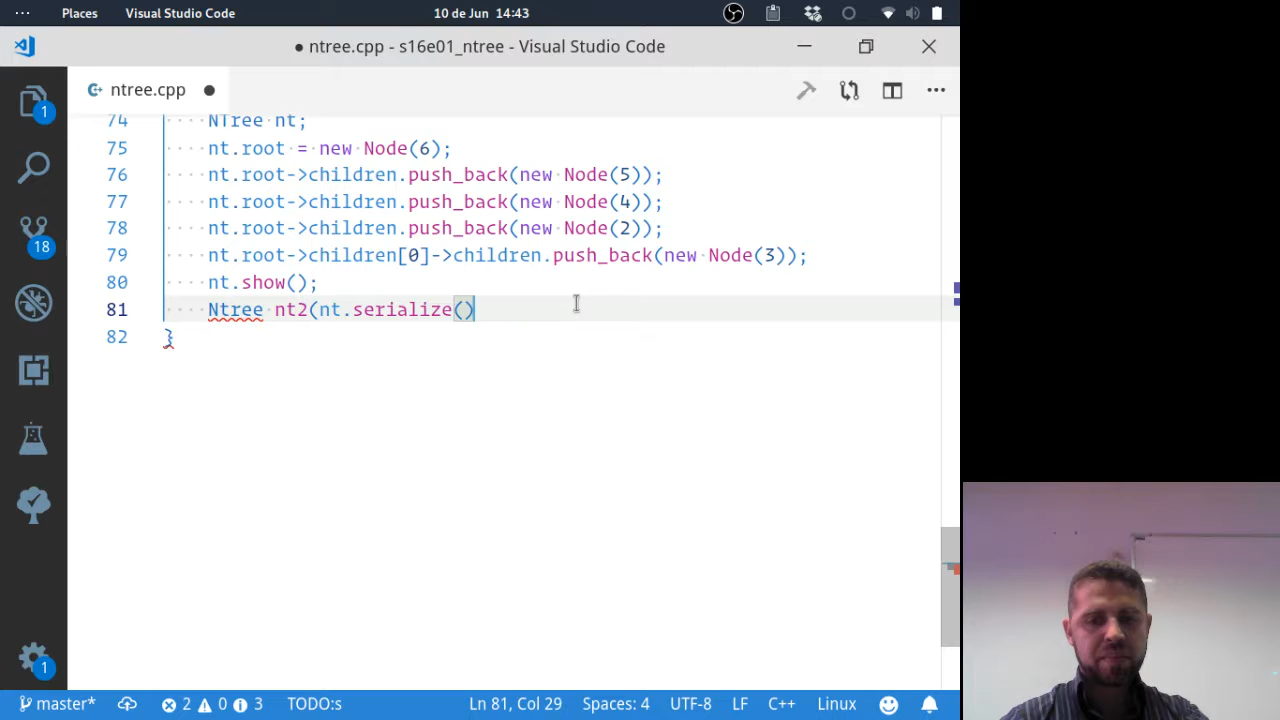 ··· Places Visual Studio Code 10 de Jun 14:43
● ntree.cpp - s16e01_ntree - Visual Studio Code
ntree.cpp
1
18
1
74 NTree nt;
75 nt.root = new Node(6);
76 nt.root->children.push_back(new Node(5));
77 nt.root->children.push_back(new Node(4));
78 nt.root->children.push_back(new Node(2));
79 nt.root->children[0]->children.push_back(new Node(3));
80 nt.show();
81 Ntree nt2(nt.serialize()
82 }
master* 2 0 3 TODO:s Ln 81, Col 29 Spaces: 4 UTF-8 LF C++ Linux